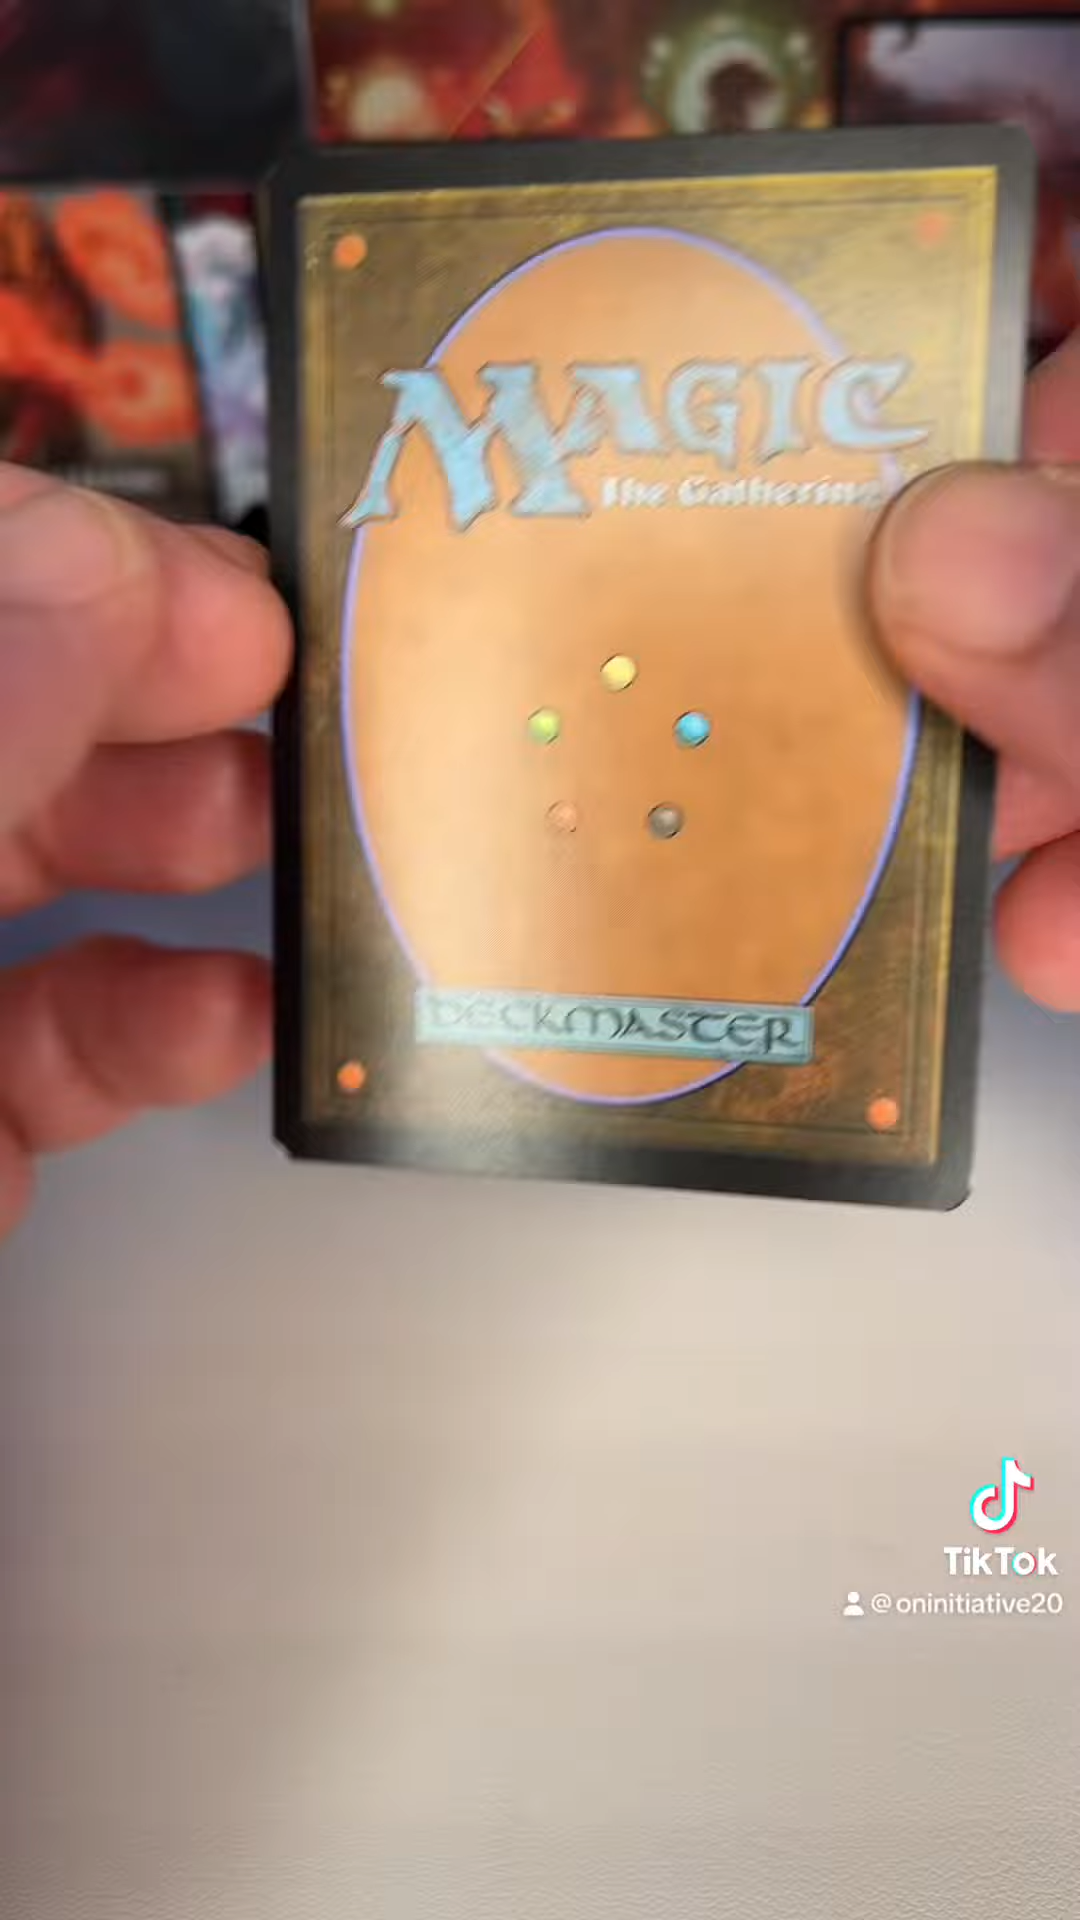 MAGIC
The Gathering
DECKMASTER
TikTok
@oninitiative20